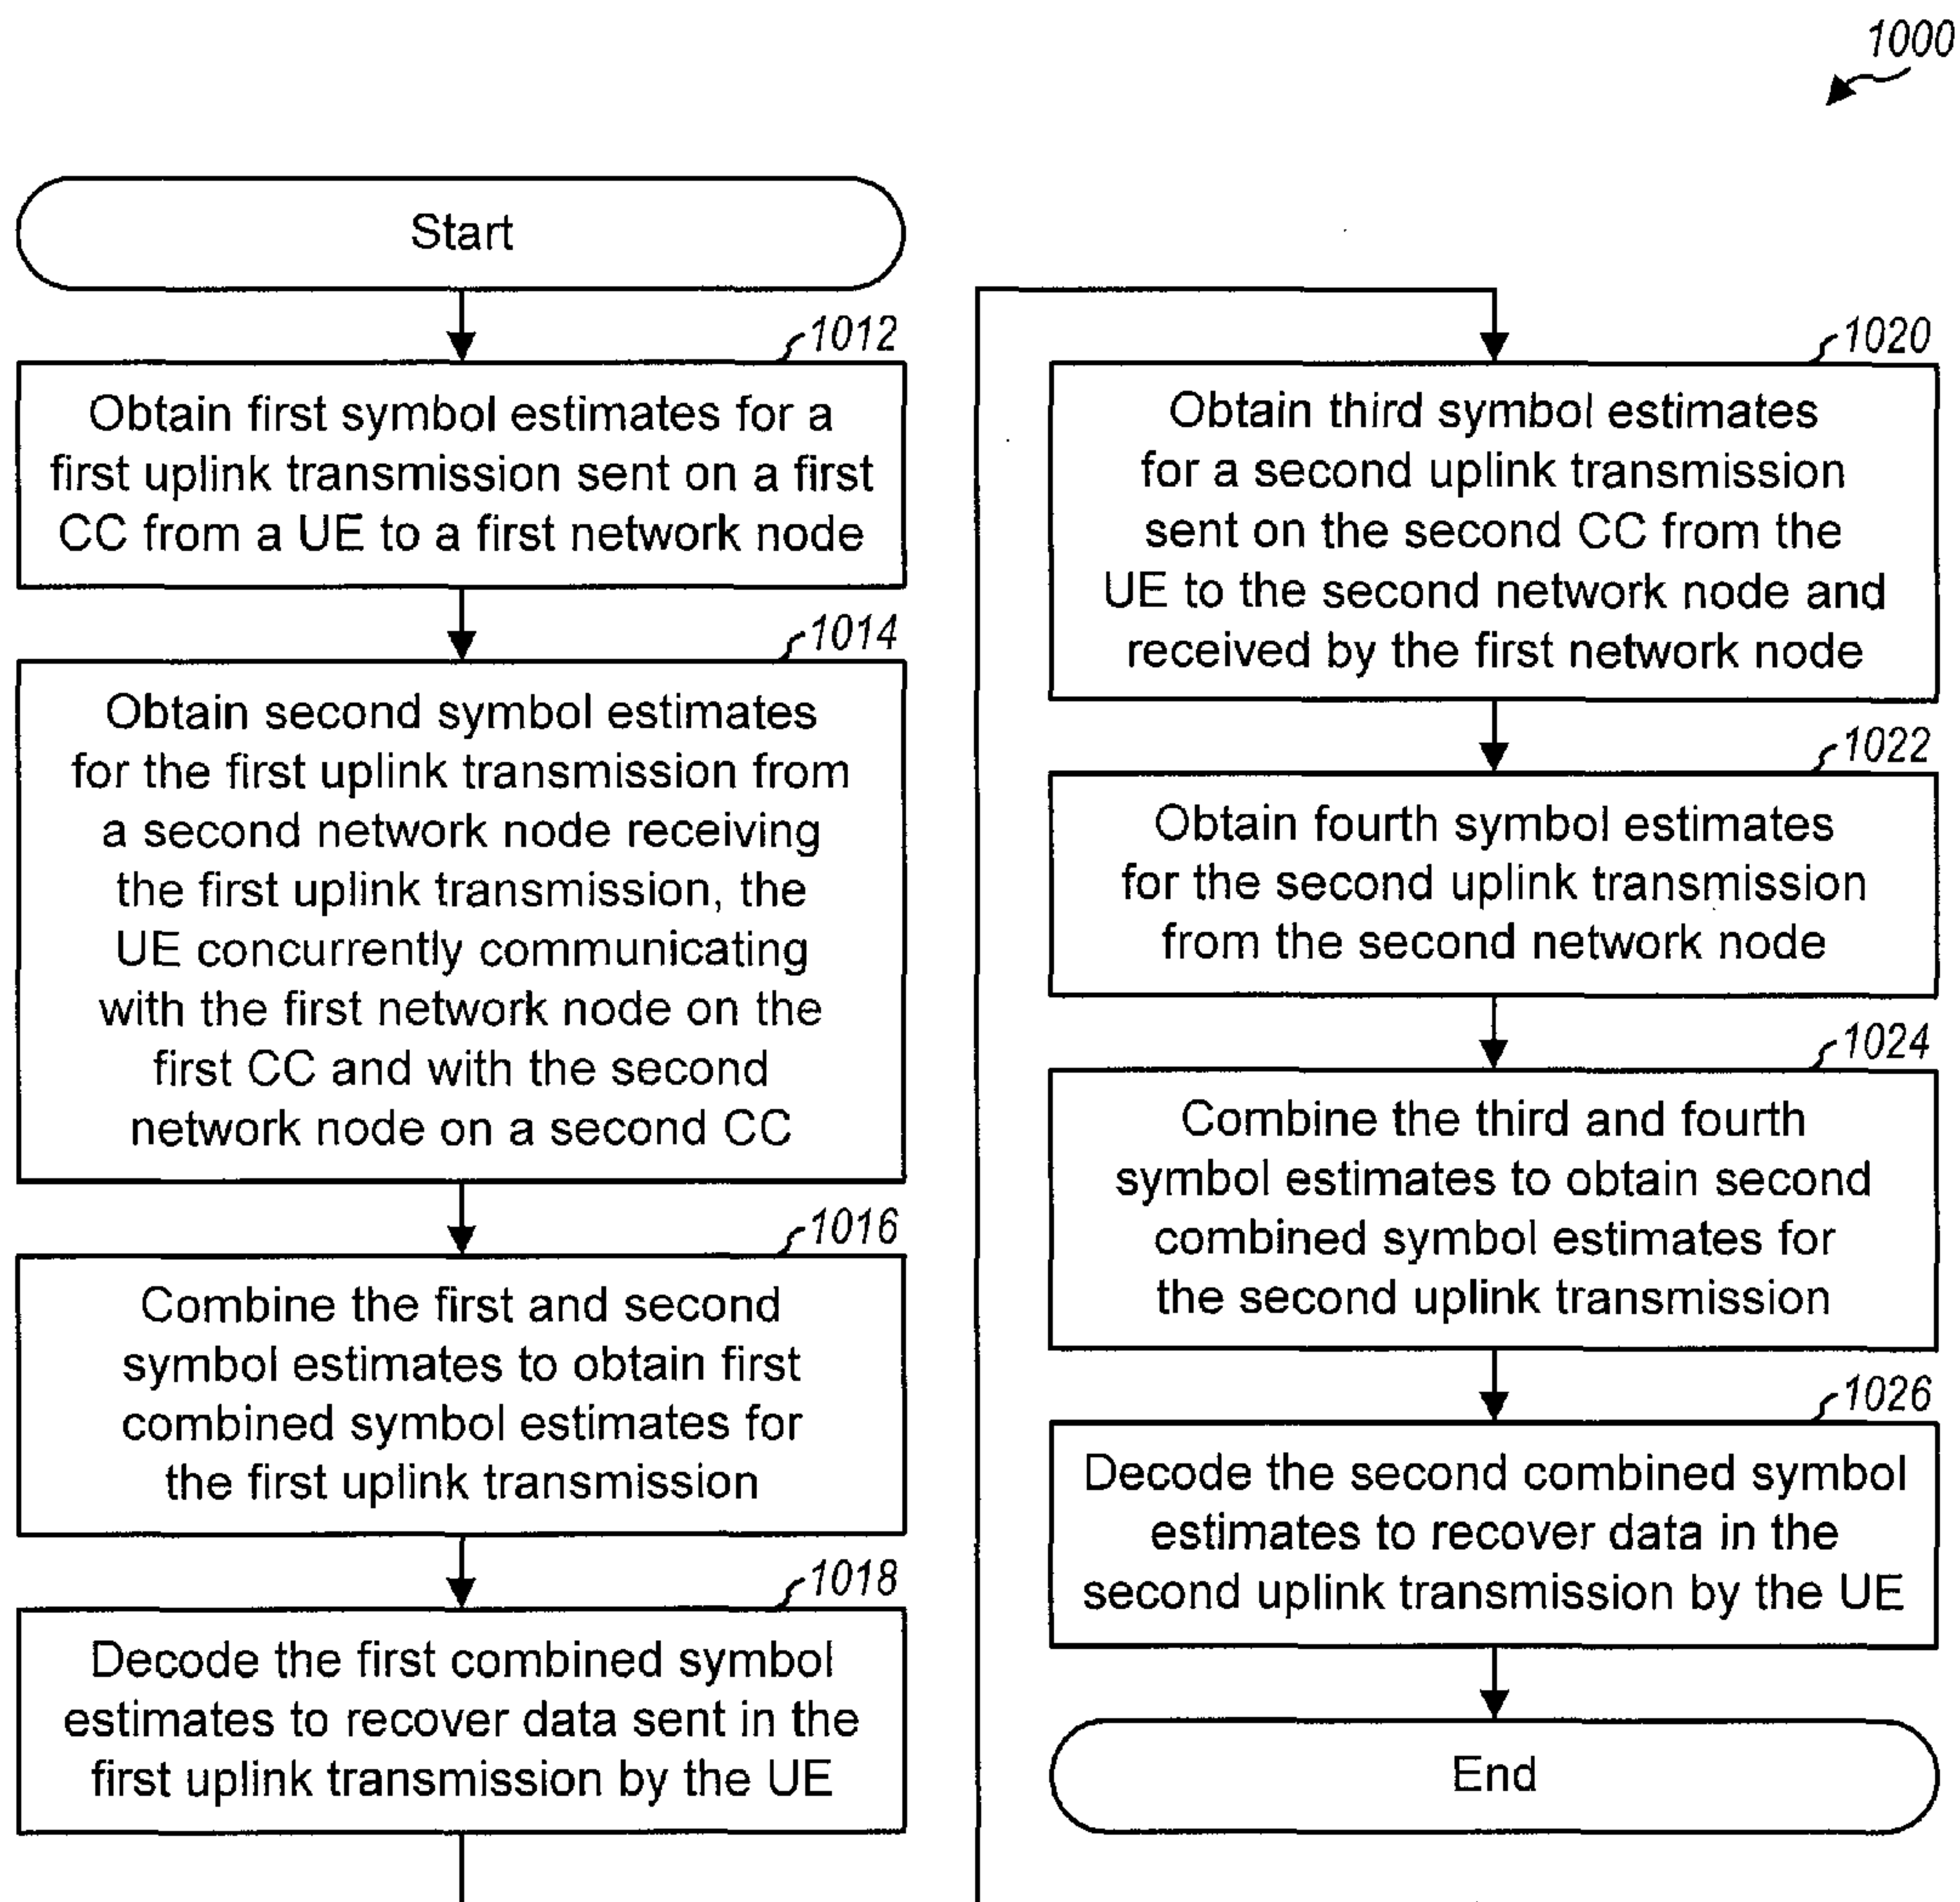 1000
Start
1012
Obtain first symbol estimates for a
first uplink transmission sent on a first
CC from a UE to a first network node
1014
Obtain second symbol estimates
for the first uplink transmission from
a second network node receiving
the first uplink transmission, the
UE concurrently communicating
with the first network node on the
first CC and with the second
network node on a second CC
1016
Combine the first and second
symbol estimates to obtain first
combined symbol estimates for
the first uplink transmission
1018
Decode the first combined symbol
estimates to recover data sent in the
first uplink transmission by the UE
1020
Obtain third symbol estimates
for a second uplink transmission
sent on the second CC from the
UE to the second network node and
received by the first network node
1022
Obtain fourth symbol estimates
for the second uplink transmission
from the second network node
1024
Combine the third and fourth
symbol estimates to obtain second
combined symbol estimates for
the second uplink transmission
1026
Decode the second combined symbol
estimates to recover data in the
second uplink transmission by the UE
End